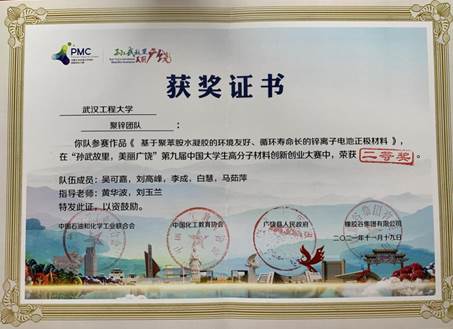 PMC
孙武故里
美丽广饶
获奖证书
武汉工程大学
聚锌团队:
你队参赛作品《 基于聚苯胺水凝胶的环境友好、循环寿命长的锌离子电池正极材料 》,
在“孙武故里,美丽广饶”第九届中国大学生高分子材料创新创业大赛中,荣获 二等奖。
队伍成员:吴可嘉,刘高峰,李成,白慧,马茹萍
指导老师:黄华波,刘玉兰
特发此证,以资鼓励。
中国石油和化学工业联合会 中国化工教育协会 广饶县人民政府 橡胶谷集团有限公司
二〇二一年十一月十九日